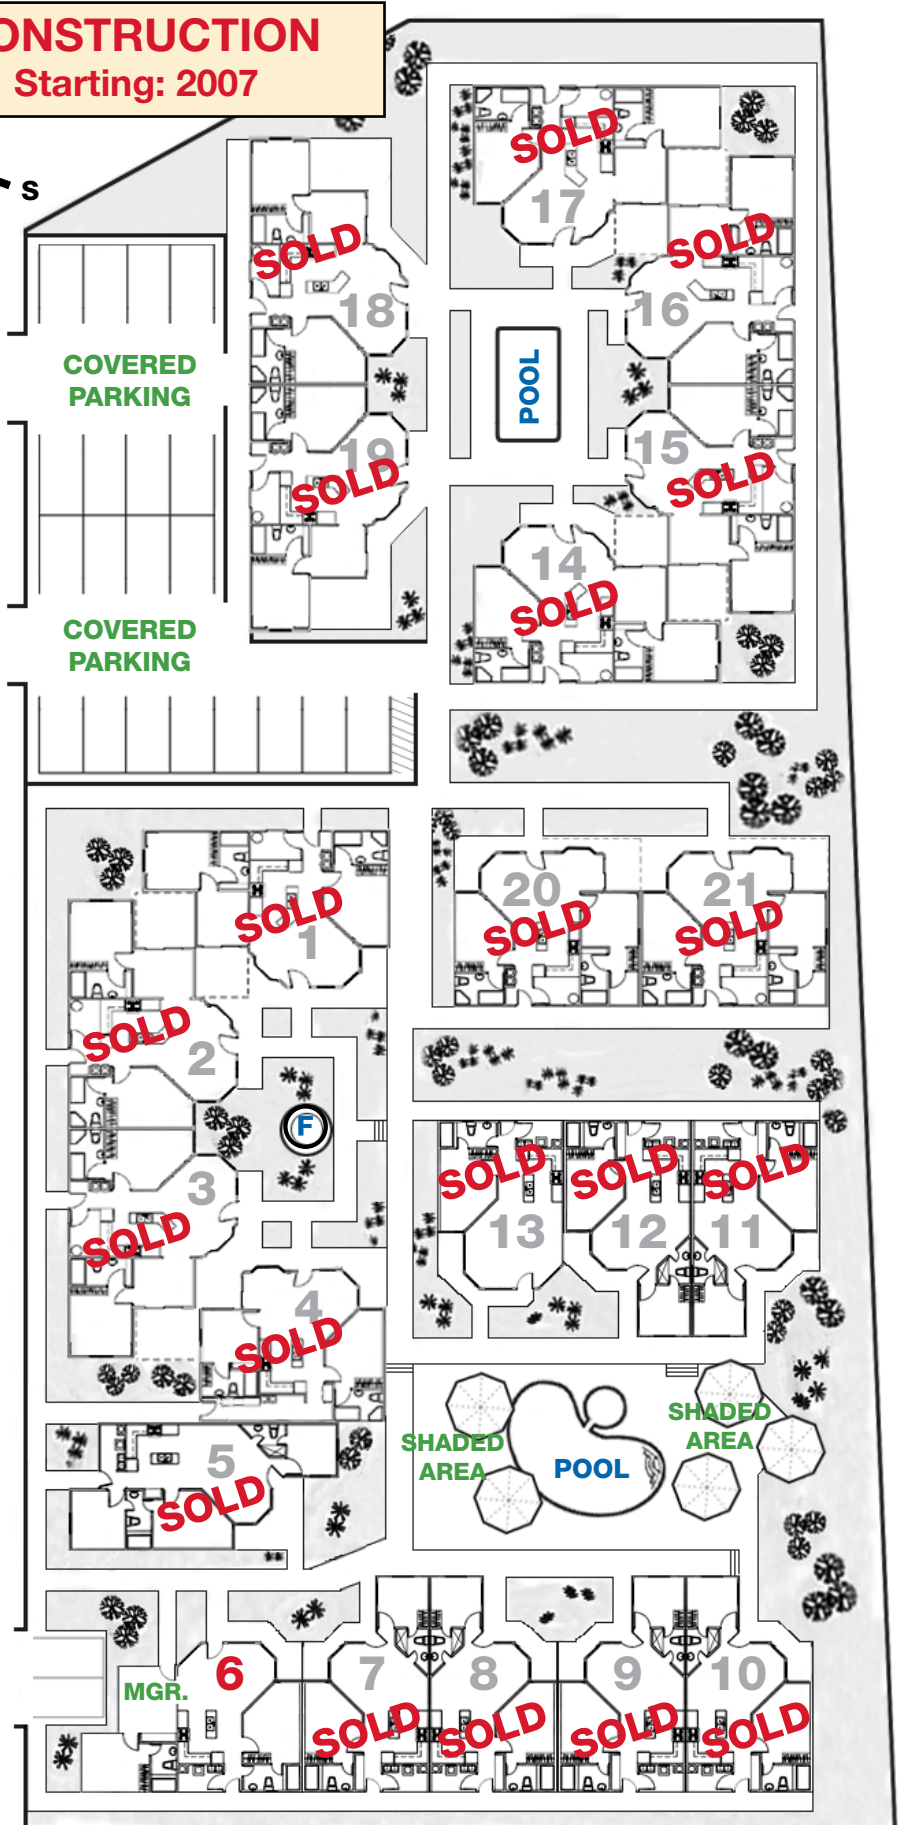 ONSTRUCTION
Starting: 2007
S
SOLD
17
SOLD
SOLD
18
16
COVERED
PARKING
POOL
19
SOLD
15
SOLD
14
SOLD
COVERED
PARKING
SOLD
1
20
SOLD
21
SOLD
SOLD
2
F
SOLD
13
SOLD
12
SOLD
11
3
SOLD
4
SOLD
SHADED
AREA
SHADED
AREA
POOL
5
SOLD
6
MGR.
7
SOLD
8
SOLD
9
SOLD
10
SOLD